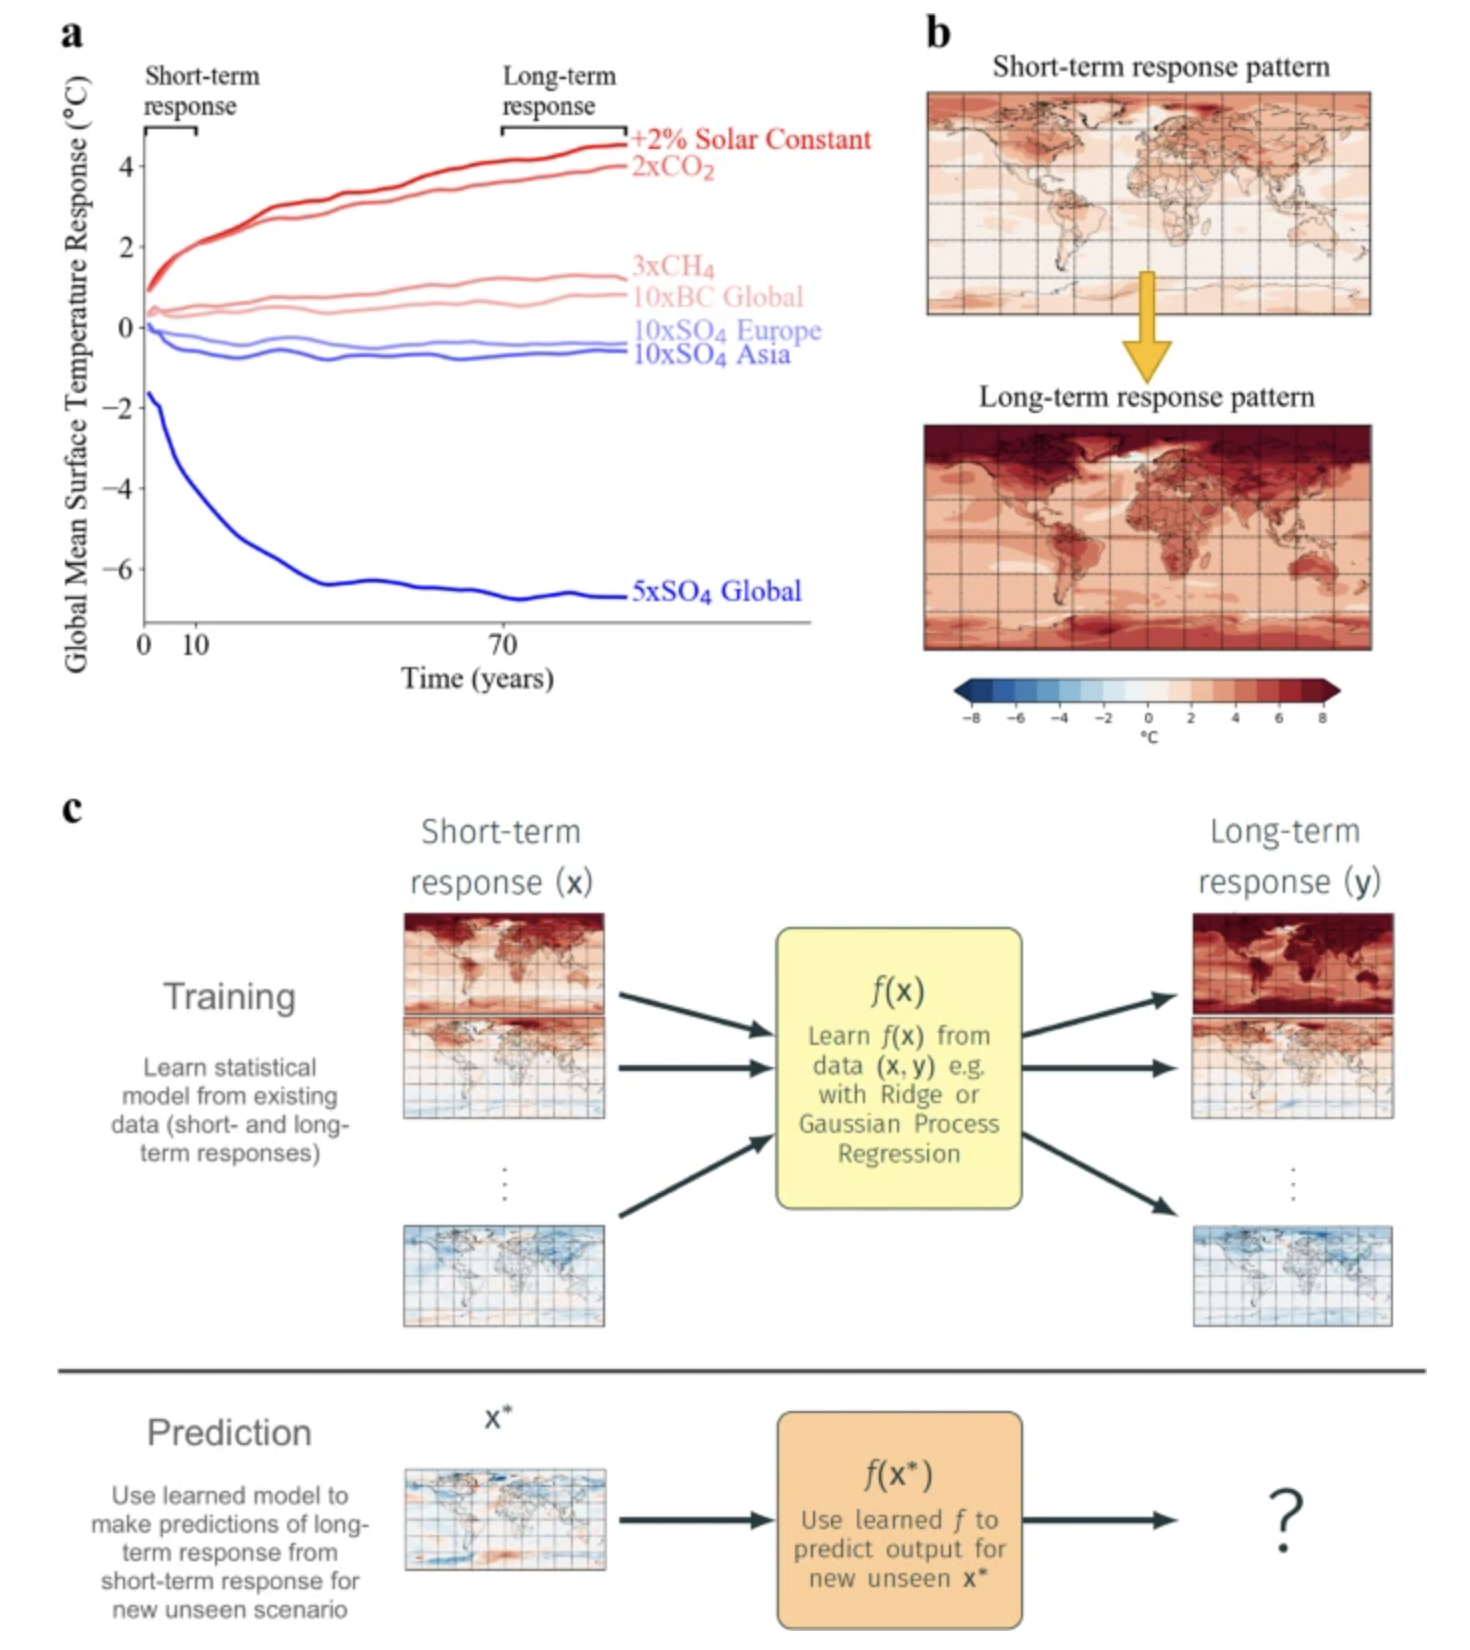 a
Short-term
response
Long-term
response
Global Mean Surface Temperature Response (°C)
4
2
0
−2
−4
−6
+2% Solar Constant
2xCO₂
3xCH₄
10xBC Global
10xSO₄ Europe
10xSO₄ Asia
5xSO₄ Global
0
10
70
Time (years)
b
Short-term response pattern
Long-term response pattern
−8
−6
−4
−2
0
2
4
6
8
°C
c
Short-term
response (x)
Long-term
response (y)
Training
Learn statistical
model from existing
data (short- and long-
term responses)
f(x)
Learn f(x) from
data (x, y) e.g.
with Ridge or
Gaussian Process
Regression
Prediction
Use learned model to
make predictions of long-
term response from
short-term response for
new unseen scenario
x*
f(x*)
Use learned f to
predict output for
new unseen x*
?